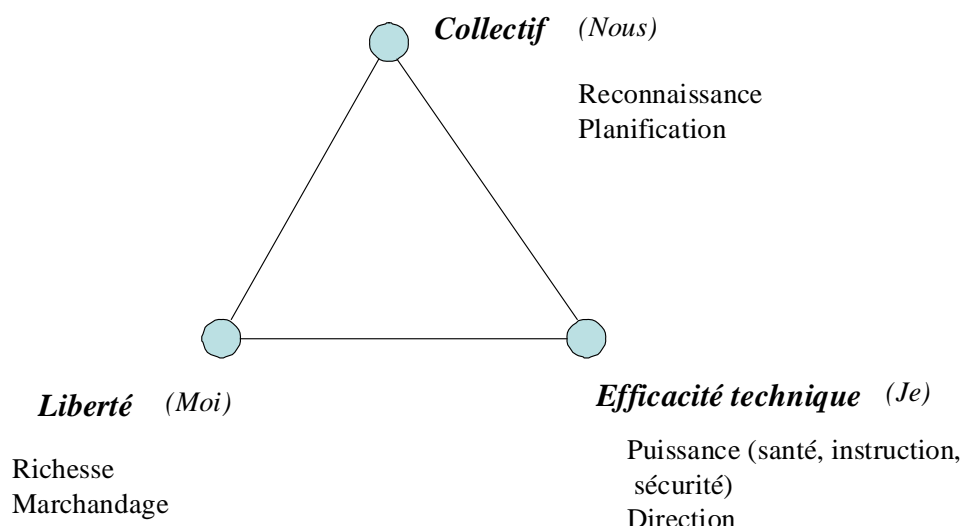 Collectif (Nous)
Reconnaissance
Planification
Liberté (Moi)
Richesse
Marchandage
Efficacité technique (Je)
Puissance (santé, instruction,
sécurité)
Direction